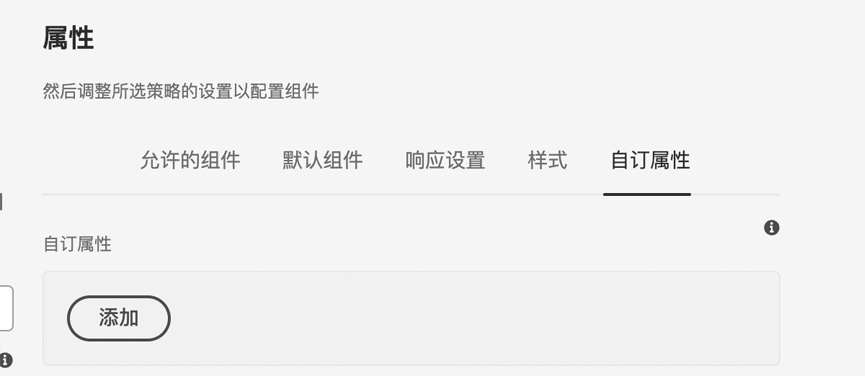 属性
然后调整所选策略的设置以配置组件
允许的组件 默认组件 响应设置 样式 自订属性
自订属性
添加